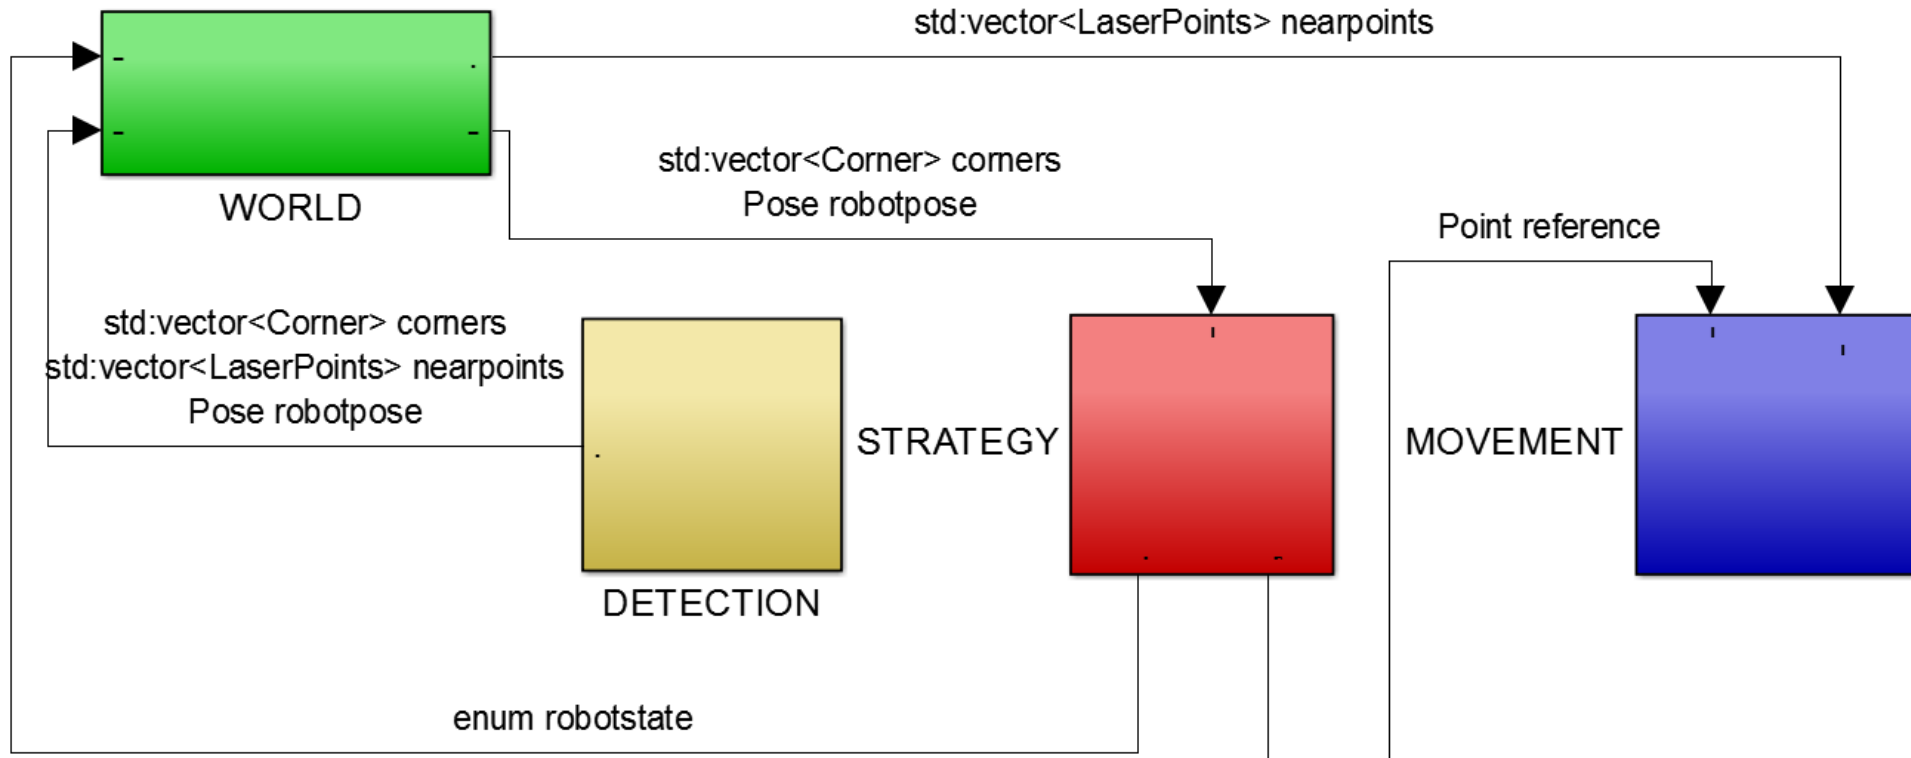 std:vector<LaserPoints> nearpoints
WORLD
std:vector<Corner> corners
Pose robotpose
Point reference
std:vector<Corner> corners
std:vector<LaserPoints> nearpoints
Pose robotpose
STRATEGY
MOVEMENT
DETECTION
enum robotstate